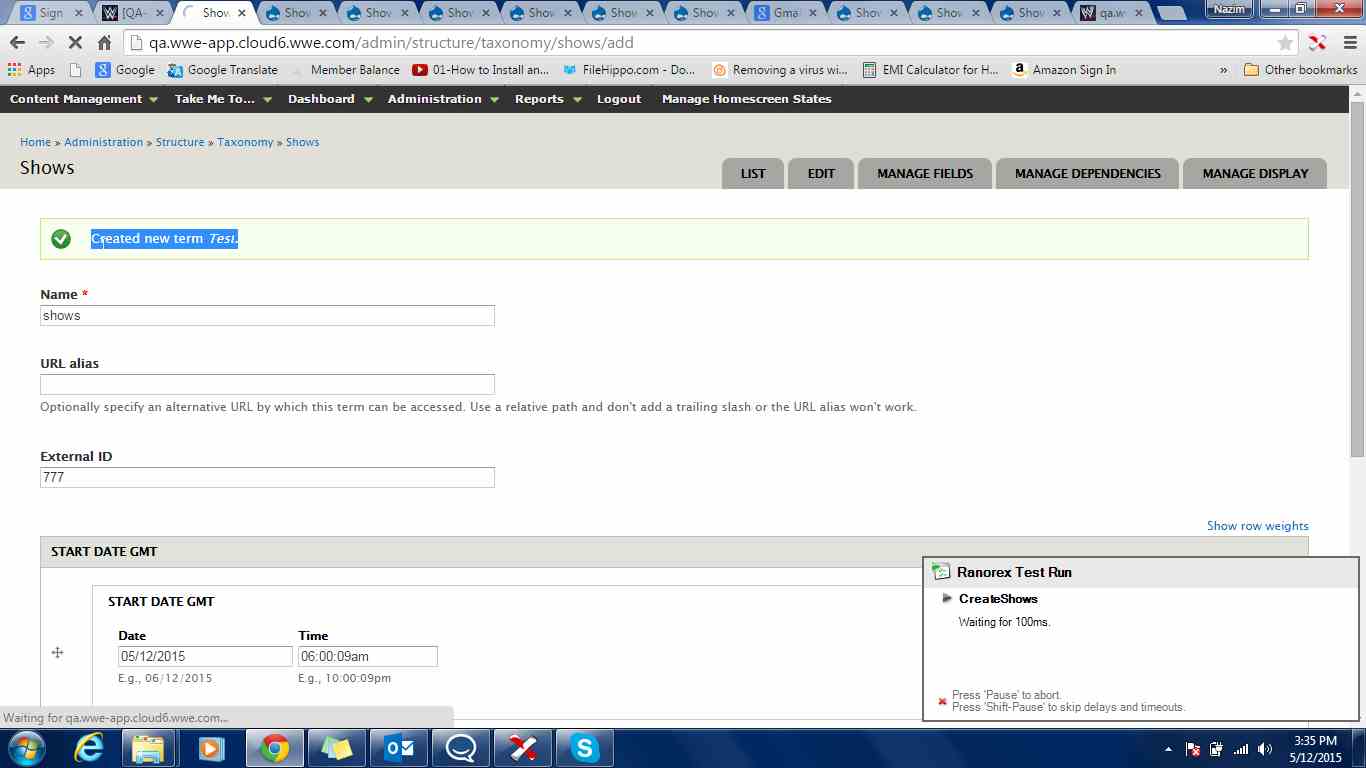 Sign
[QA-
Shows
Show
Show
Show
Show
Show
Show
Gmai
Show
Show
Show
qa.w
Nazim
qa.wwe-app.cloud6.wwe.com/admin/structure/taxonomy/shows/add
Apps Google Google Translate Member Balance 01-How to Install an... FileHippo.com - Do... Removing a virus wi... EMI Calculator for H... Amazon Sign In » Other bookmarks
Content Management Take Me To... Dashboard Administration Reports Logout Manage Homescreen States
Home » Administration » Structure » Taxonomy » Shows
Shows
LIST EDIT MANAGE FIELDS MANAGE DEPENDENCIES MANAGE DISPLAY
Created new term Test.
Name *
shows
URL alias
Optionally specify an alternative URL by which this term can be accessed. Use a relative path and don't add a trailing slash or the URL alias won't work.
External ID
777
Show row weights
START DATE GMT
START DATE GMT
Date Time
05/12/2015 06:00:09am
E.g., 06/12/2015 E.g., 10:00:09pm
Ranorex Test Run
CreateShows
Waiting for 100ms.
Press 'Pause' to abort.
Press 'Shift-Pause' to skip delays and timeouts.
Waiting for qa.wwe-app.cloud6.wwe.com...
3:35 PM
5/12/2015